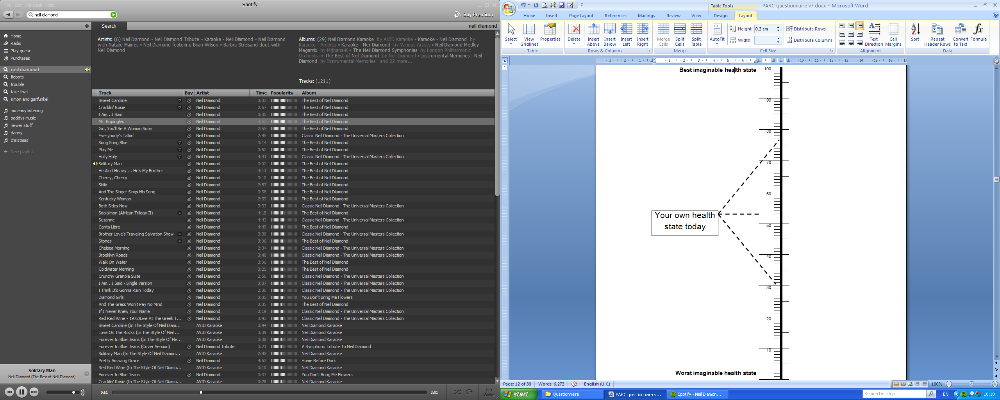 File Edit Playback Help
Spotify
neil diamond
Buy Premium
Search
neil diamond
Home
Radio
Play queue
Purchases
neil diamond
flobots
trouble
take that
simon and garfunkel
mo easy listening
paddys music
newer stuff
danny
christmas
New playlist
Artists: (6) Neil Diamond • Neil Diamond Tribute • Karaoke - Neil Diamond • Neil Diamond
with Natalie Maines • Neil Diamond featuring Brian Wilson • Barbra Streisand duet with
Neil Diamond
Albums: (29) Neil Diamond Karaoke by AVID Karaoke • Karaoke - Neil Diamond by
Karaoke - Ameritz • Karaoke - Neil Diamond by Various Artists • Neil Diamond Medley
Megamix by Miljhana-K • The Neil Diamond Symphonies by London Philharmonic
Orchestra • The Best of Neil Diamond by Neil Diamond • Instrumental Memories : Neil
Diamond by Instrumental Memories and 22 more...
Tracks: (1211)
Track Buy Artist Time Popularity Album
Sweet Caroline Neil Diamond 3:33 The Best of Neil Diamond
Cracklin' Rosie Neil Diamond 2:57 The Best of Neil Diamond
I Am...I Said Neil Diamond 3:35 The Best of Neil Diamond
Mr. Bojangles Neil Diamond 4:52 The Best of Neil Diamond
Girl, You'll Be A Woman Soon Neil Diamond 2:55 The Best of Neil Diamond
Everybody's Talkin' Neil Diamond 2:45 Classic Neil Diamond - The Universal Masters Collection
Song Sung Blue Neil Diamond 3:14 The Best of Neil Diamond
Play Me Neil Diamond 3:52 The Best of Neil Diamond
Holly Holy Neil Diamond 4:41 Classic Neil Diamond - The Universal Masters Collection
Solitary Man Neil Diamond 3:02 The Best of Neil Diamond
He Ain't Heavy ... He's My Brother Neil Diamond 4:11 The Best of Neil Diamond
Cherry, Cherry Neil Diamond 3:10 The Best of Neil Diamond
Shilo Neil Diamond 2:57 The Best of Neil Diamond
And The Singer Sings His Song Neil Diamond 3:38 The Best of Neil Diamond
Kentucky Woman Neil Diamond 2:39 The Best of Neil Diamond
Both Sides Now Neil Diamond 3:33 Classic Neil Diamond - The Universal Masters Collection
Soolaimon (African Trilogy II) Neil Diamond 4:18 The Best of Neil Diamond
Suzanne Neil Diamond 4:42 Classic Neil Diamond - The Universal Masters Collection
Canta Libre Neil Diamond 4:49 The Best of Neil Diamond
Brother Love's Traveling Salvation Show Neil Diamond 3:30 Classic Neil Diamond - The Universal Masters Collection
Stones Neil Diamond 3:06 The Best of Neil Diamond
Chelsea Morning Neil Diamond 2:34 Classic Neil Diamond - The Universal Masters Collection
Brooklyn Roads Neil Diamond 3:40 Classic Neil Diamond - The Universal Masters Collection
Walk On Water Neil Diamond 3:06 The Best of Neil Diamond
Coldwater Morning Neil Diamond 3:25 The Best of Neil Diamond
Crunchy Granola Suite Neil Diamond 2:56 Classic Neil Diamond - The Universal Masters Collection
I Am...I Said - Single Version Neil Diamond 3:37 Classic Neil Diamond - The Universal Masters Collection
I Think It's Gonna Rain Today Neil Diamond 2:36 Classic Neil Diamond - The Universal Masters Collection
Diamond Girls Neil Diamond 3:35 You Don't Bring Me Flowers
And The Grass Won't Pay No Mind Neil Diamond 3:35 The Best of Neil Diamond
If I Never Knew Your Name Neil Diamond 3:19 Classic Neil Diamond - The Universal Masters Collection
Red Red Wine - 1972/Live At The Greek T... Neil Diamond 3:43 Classic Neil Diamond - The Universal Masters Collection
Sweet Caroline (In The Style Of Neil Diam... AVID Karaoke 3:44 Neil Diamond Karaoke
Love On The Rocks (In The Style Of Neil ... AVID Karaoke 3:39 Neil Diamond Karaoke
Forever In Blue Jeans (In The Style Of Ne... AVID Karaoke 3:38 Neil Diamond Karaoke
Forever In Blue Jeans (Cover Version) Neil Diamond Tribute 3:21 A Symphonic Tribute To Neil Diamond
Solitary Man (In The Style Of Neil Diamon... AVID Karaoke 2:45 Neil Diamond Karaoke
Pretty Amazing Grace Neil Diamond 4:53 Home Before Dark
Red Red Wine (In The Style Of Neil Diamo... AVID Karaoke 3:10 Neil Diamond Karaoke
Forever In Blue Jeans Neil Diamond 3:37 You Don't Bring Me Flowers
Cracklin' Rosie (In The Style Of Neil Diamo... AVID Karaoke 3:28 Neil Diamond Karaoke
Solitary Man
Neil Diamond (The Best of Neil Diamond)
0:51 3:01
Online
Table Tools
PARC questionnaire v7.docx - Microsoft Word
Home Insert Page Layout References Mailings Review View Design Layout
Select
View Gridlines
Properties
Table
Delete
Insert Above
Insert Below
Insert Left
Insert Right
Rows & Columns
Merge Cells
Split Cells
Split Table
Merge
AutoFit
Height: 0.2 cm
Width:
Distribute Rows
Distribute Columns
Cell Size
Text Direction
Cell Margins
Alignment
Sort
Repeat Header Rows
Convert to Text
Formula
Data
3 2 1 1 2 3 4 5 6 10 11 12 13 14 15 16 17
Best imaginable health state
100
90
80
70
60
50
40
30
20
10
Your own health
state today
Worst imaginable health state
Page: 12 of 30 Words: 6,273 English (U.K.) 100%
start
Questionnaire
PARC questionnaire v...
Spotify - Neil Diamon...
Search Desktop
EN
10:18